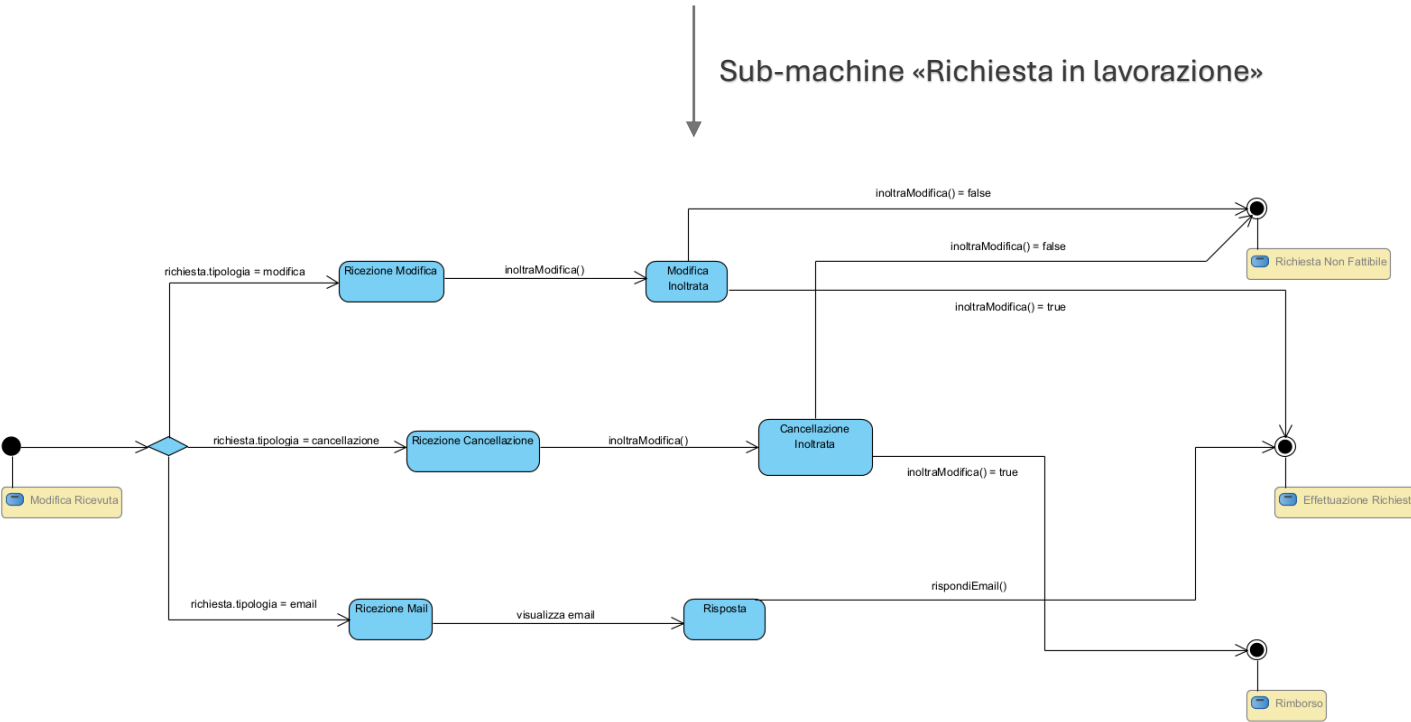 Sub-machine «Richiesta in lavorazione»
inoltraModifica() = false
inoltraModifica() = false
Richiesta Non Fattibile
richiesta.tipologia = modifica
Ricezione Modifica
inoltraModifica()
Modifica
Inoltrata
inoltraModifica() = true
richiesta.tipologia = cancellazione
Ricezione Cancellazione
inoltraModifica()
Cancellazione
Inoltrata
inoltraModifica() = true
Modifica Ricevuta
Effettuazione Richiest
richiesta.tipologia = email
Ricezione Mail
visualizza email
Risposta
rispondiEmail()
Rimborso